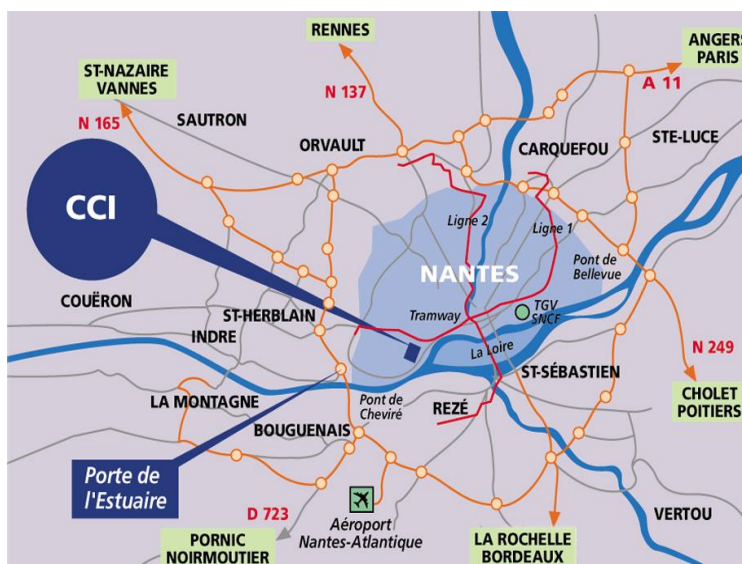 RENNES
ANGERS
PARIS
ST-NAZAIRE
VANNES
N 137
A 11
N 165
SAUTRON
ORVAULT
CARQUEFOU
STE-LUCE
CCI
Ligne 2
Ligne 1
NANTES
Pont de
Bellevue
COUËRON
ST-HERBLAIN
Tramway
TGV
SNCF
INDRE
La Loire
N 249
ST-SÉBASTIEN
LA MONTAGNE
Pont de
Cheviré
REZÉ
CHOLET
POITIERS
BOUGUENAIS
Porte de
l'Estuaire
D 723
VERTOU
Aéroport
Nantes-Atlantique
PORNIC
NOIRMOUTIER
LA ROCHELLE
BORDEAUX